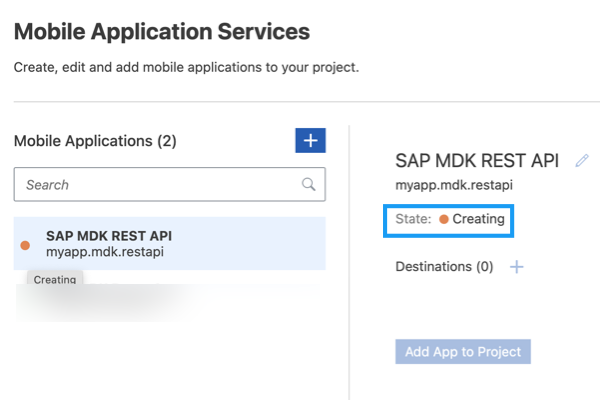 Mobile Application Services
Create, edit and add mobile applications to your project.
Mobile Applications (2)
Search
SAP MDK REST API
myapp.mdk.restapi
Creating
SAP MDK REST API
myapp.mdk.restapi
State: Creating
Destinations (0)
Add App to Project